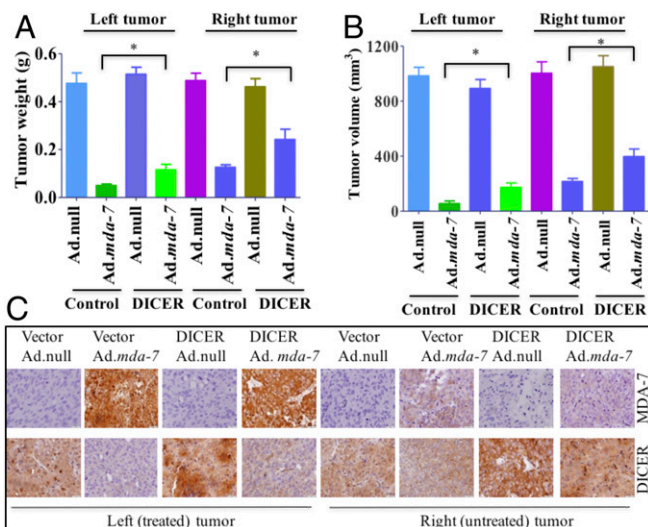 A
Left tumor
Right tumor
*
*
Tumor weight (g)
0.6
0.4
0.2
0.0
Ad.null
Ad.mda-7
Ad.null
Ad.mda-7
Ad.null
Ad.mda-7
Ad.null
Ad.mda-7
Control
DICER
Control
DICER
B
Left tumor
Right tumor
*
*
Tumor volume (mm³)
1200
800
400
0
Ad.null
Ad.mda-7
Ad.null
Ad.mda-7
Ad.null
Ad.mda-7
Ad.null
Ad.mda-7
Control
DICER
Control
DICER
C
Vector
Ad.null
Vector
Ad.mda-7
DICER
Ad.null
DICER
Ad. mda-7
Vector
Ad.null
Vector
Ad.mda-7
DICER
Ad.Null
DICER
Ad.mda-7
MDA-7
DICER
Left (treated) tumor
Right (untreated) tumor